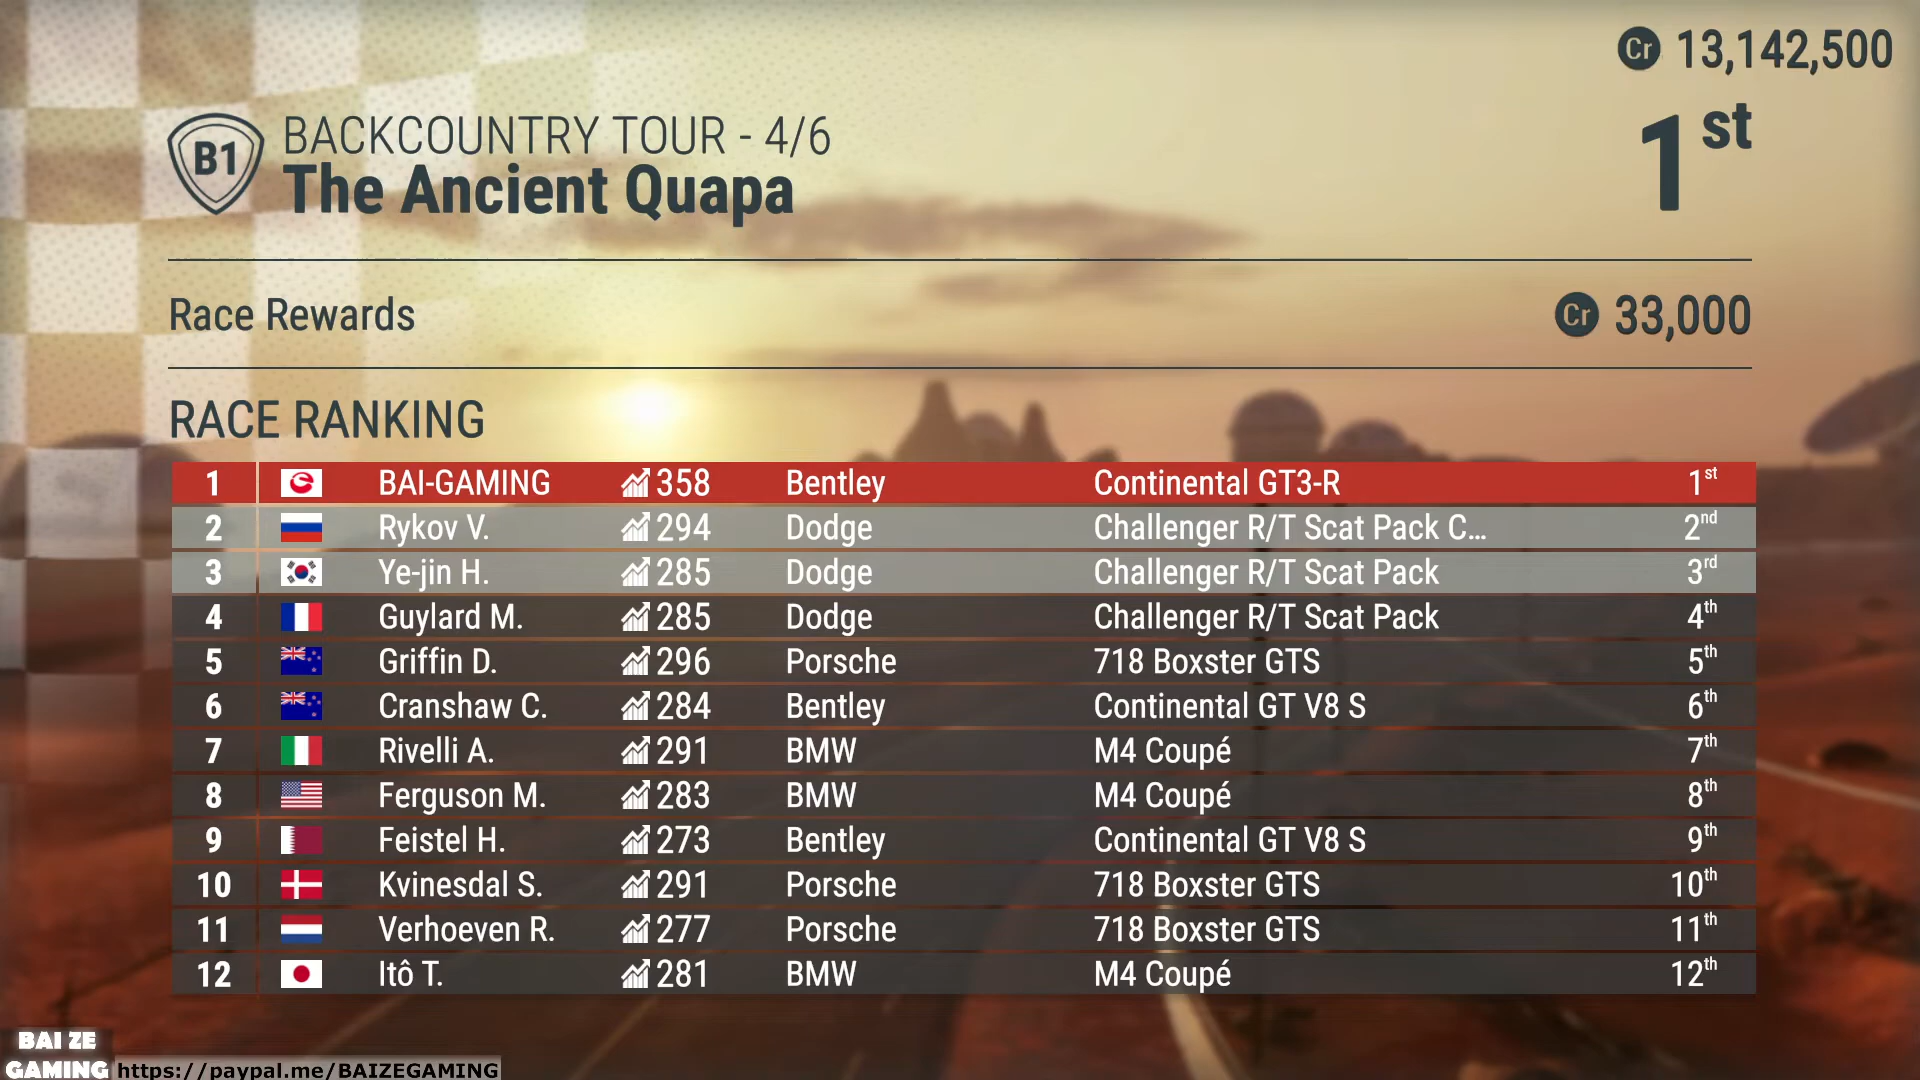 Cr 13,142,500
B1 BACKCOUNTRY TOUR - 4/6
The Ancient Quapa
1st
Race Rewards Cr 33,000
RACE RANKING
1 BAI-GAMING 358 Bentley Continental GT3-R 1st
2 Rykov V. 294 Dodge Challenger R/T Scat Pack C... 2nd
3 Ye-jin H. 285 Dodge Challenger R/T Scat Pack 3rd
4 Guylard M. 285 Dodge Challenger R/T Scat Pack 4th
5 Griffin D. 296 Porsche 718 Boxster GTS 5th
6 Cranshaw C. 284 Bentley Continental GT V8 S 6th
7 Rivelli A. 291 BMW M4 Coupé 7th
8 Ferguson M. 283 BMW M4 Coupé 8th
9 Feistel H. 273 Bentley Continental GT V8 S 9th
10 Kvinesdal S. 291 Porsche 718 Boxster GTS 10th
11 Verhoeven R. 277 Porsche 718 Boxster GTS 11th
12 Itô T. 281 BMW M4 Coupé 12th
BAI ZE
GAMING https://paypal.me/BAIZEGAMING